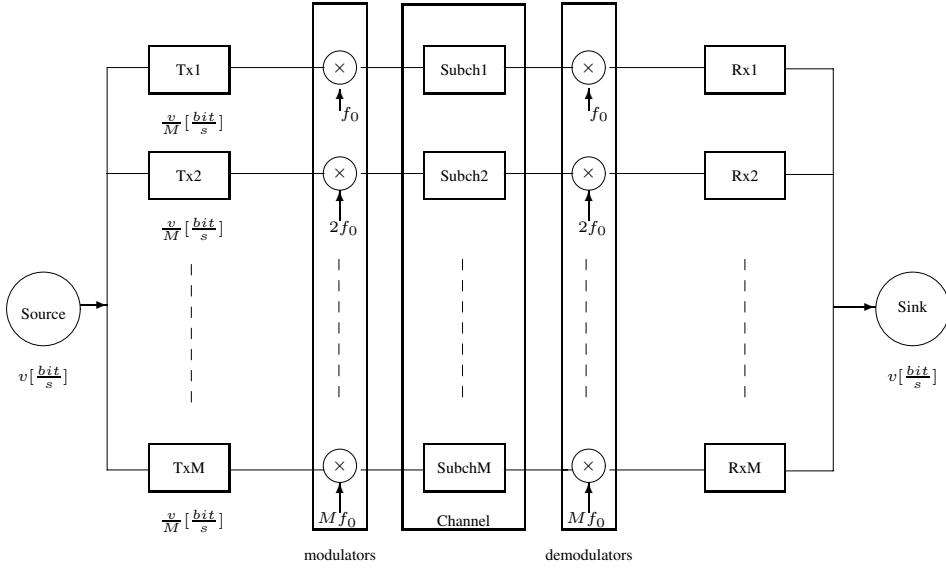 Tx1 × Subch1 × Rx1
f₀ f₀
v/M [bit/s]
Tx2 × Subch2 × Rx2
2f₀ 2f₀
v/M [bit/s]
Source Sink
v[bit/s] v[bit/s]
TxM × SubchM × RxM
Mf₀ Channel Mf₀
v/M [bit/s]
modulators demodulators